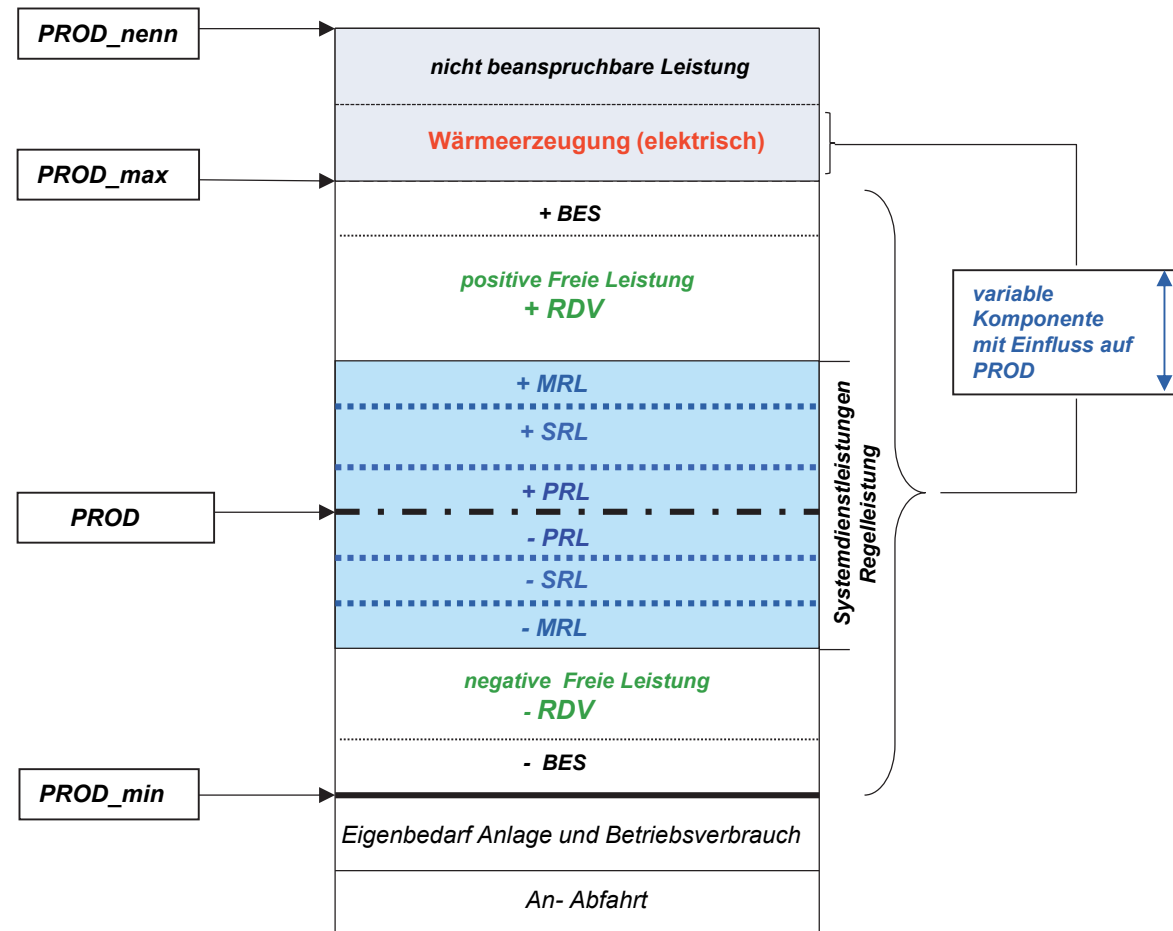 PROD_nenn
nicht beanspruchbare Leistung
Wärmeerzeugung (elektrisch)
PROD_max
+ BES
positive Freie Leistung
+ RDV
variable
Komponente
mit Einfluss auf
PROD
+ MRL
+ SRL
+ PRL
PROD
- PRL
- SRL
- MRL
Systemdienstleistungen
Regelleistung
negative Freie Leistung
- RDV
- BES
PROD_min
Eigenbedarf Anlage und Betriebsverbrauch
An- Abfahrt